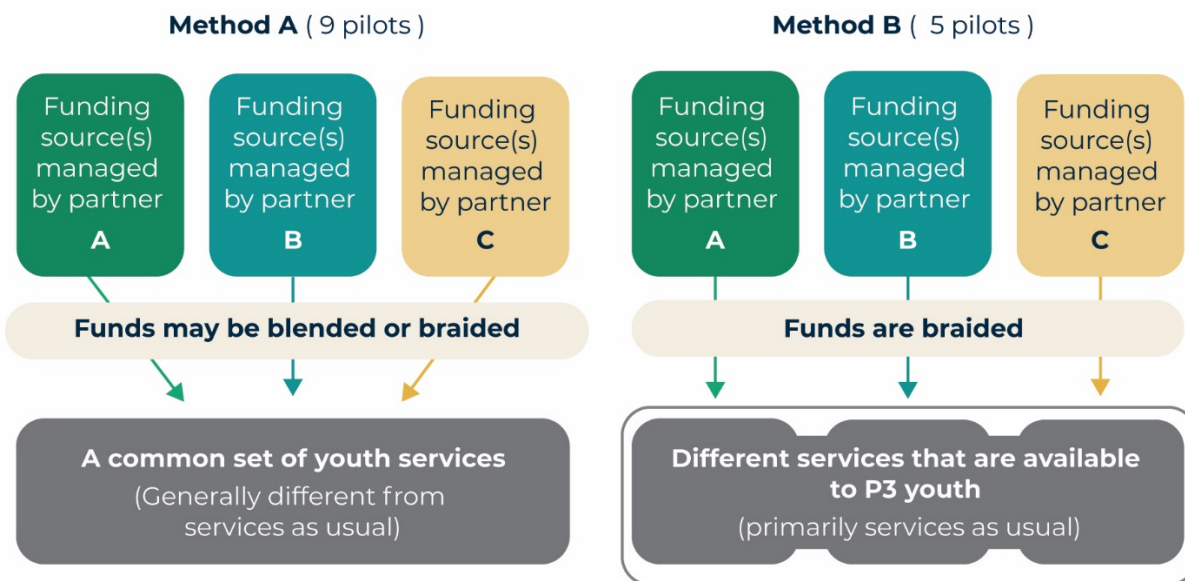 Method A ( 9 pilots )
Funding
source(s)
managed
by partner
A
Funding
source(s)
managed
by partner
B
Funding
source(s)
managed
by partner
C
Funds may be blended or braided
A common set of youth services
(Generally different from
services as usual)
Method B ( 5 pilots )
Funding
source(s)
managed
by partner
A
Funding
source(s)
managed
by partner
B
Funding
source(s)
managed
by partner
C
Funds are braided
Different services that are available
to P3 youth
(primarily services as usual)